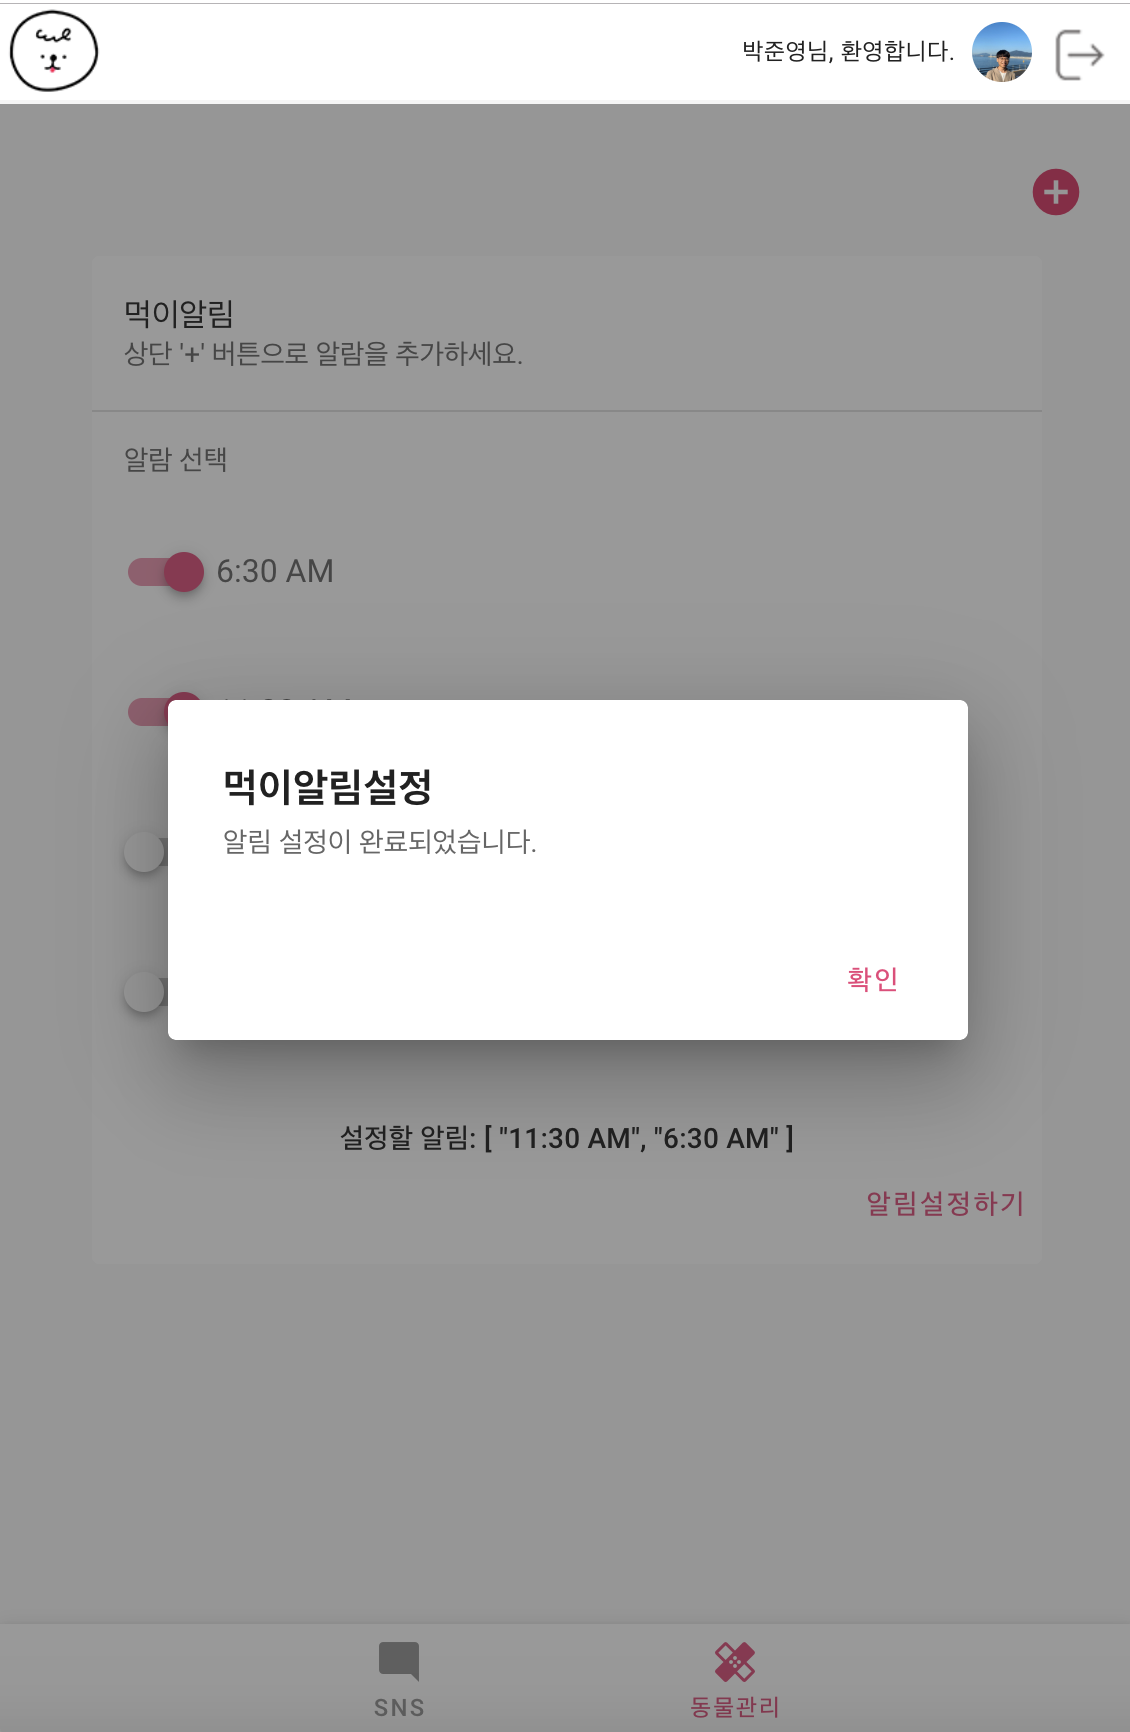 박준영님, 환영합니다.
먹이알림
상단 '+' 버튼으로 알람을 추가하세요.
알람 선택
6:30 AM
먹이알림설정
알림 설정이 완료되었습니다.
확인
설정할 알림: [ "11:30 AM", "6:30 AM" ]
알림설정하기
SNS
동물관리